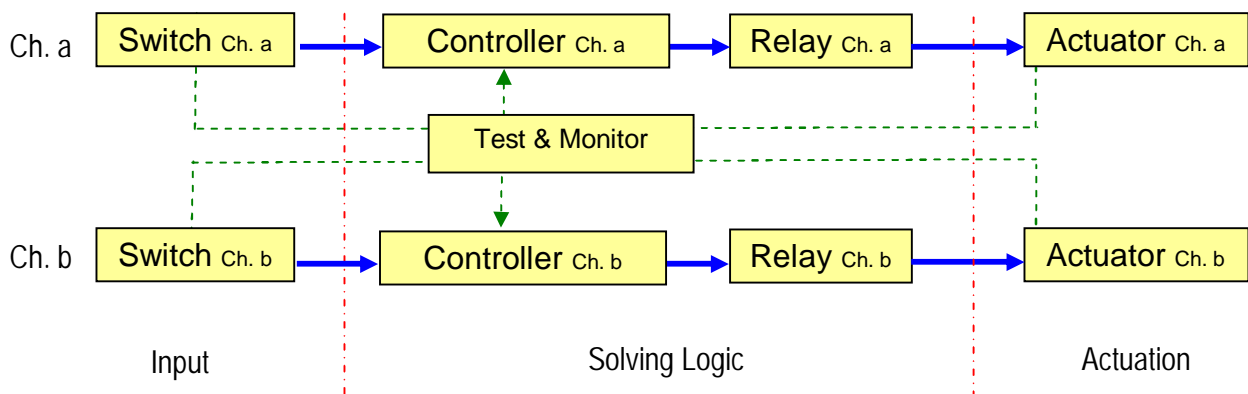 Ch. a
Switch Ch. a
Controller Ch. a
Relay Ch. a
Actuator Ch. a
Test & Monitor
Ch. b
Switch Ch. b
Controller Ch. b
Relay Ch. b
Actuator Ch. b
Input
Solving Logic
Actuation